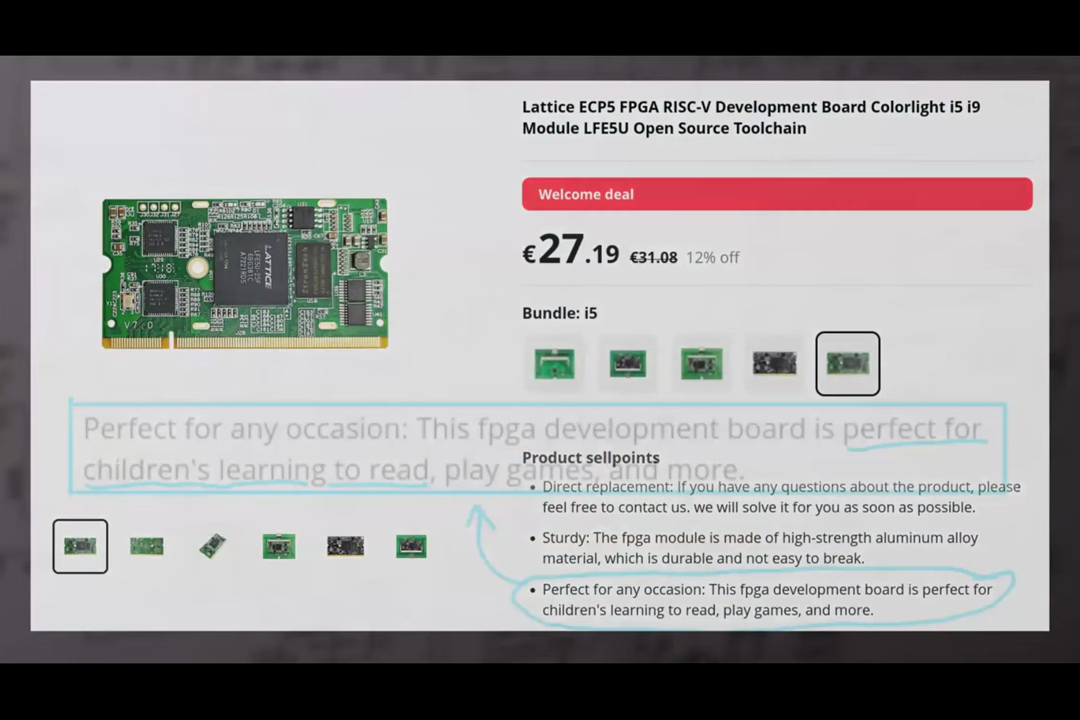 Lattice ECP5 FPGA RISC-V Development Board Colorlight i5 i9
Module LFE5U Open Source Toolchain
Welcome deal
€27.19 €31.08 12% off
Bundle: i5
LATTICE
V7.0
Perfect for any occasion: This fpga development board is perfect for
children's learning to read, play games, and more.
Product sellpoints
• Direct replacement: If you have any questions about the product, please
feel free to contact us. we will solve it for you as soon as possible.
• Sturdy: The fpga module is made of high-strength aluminum alloy
material, which is durable and not easy to break.
• Perfect for any occasion: This fpga development board is perfect for
children's learning to read, play games, and more.